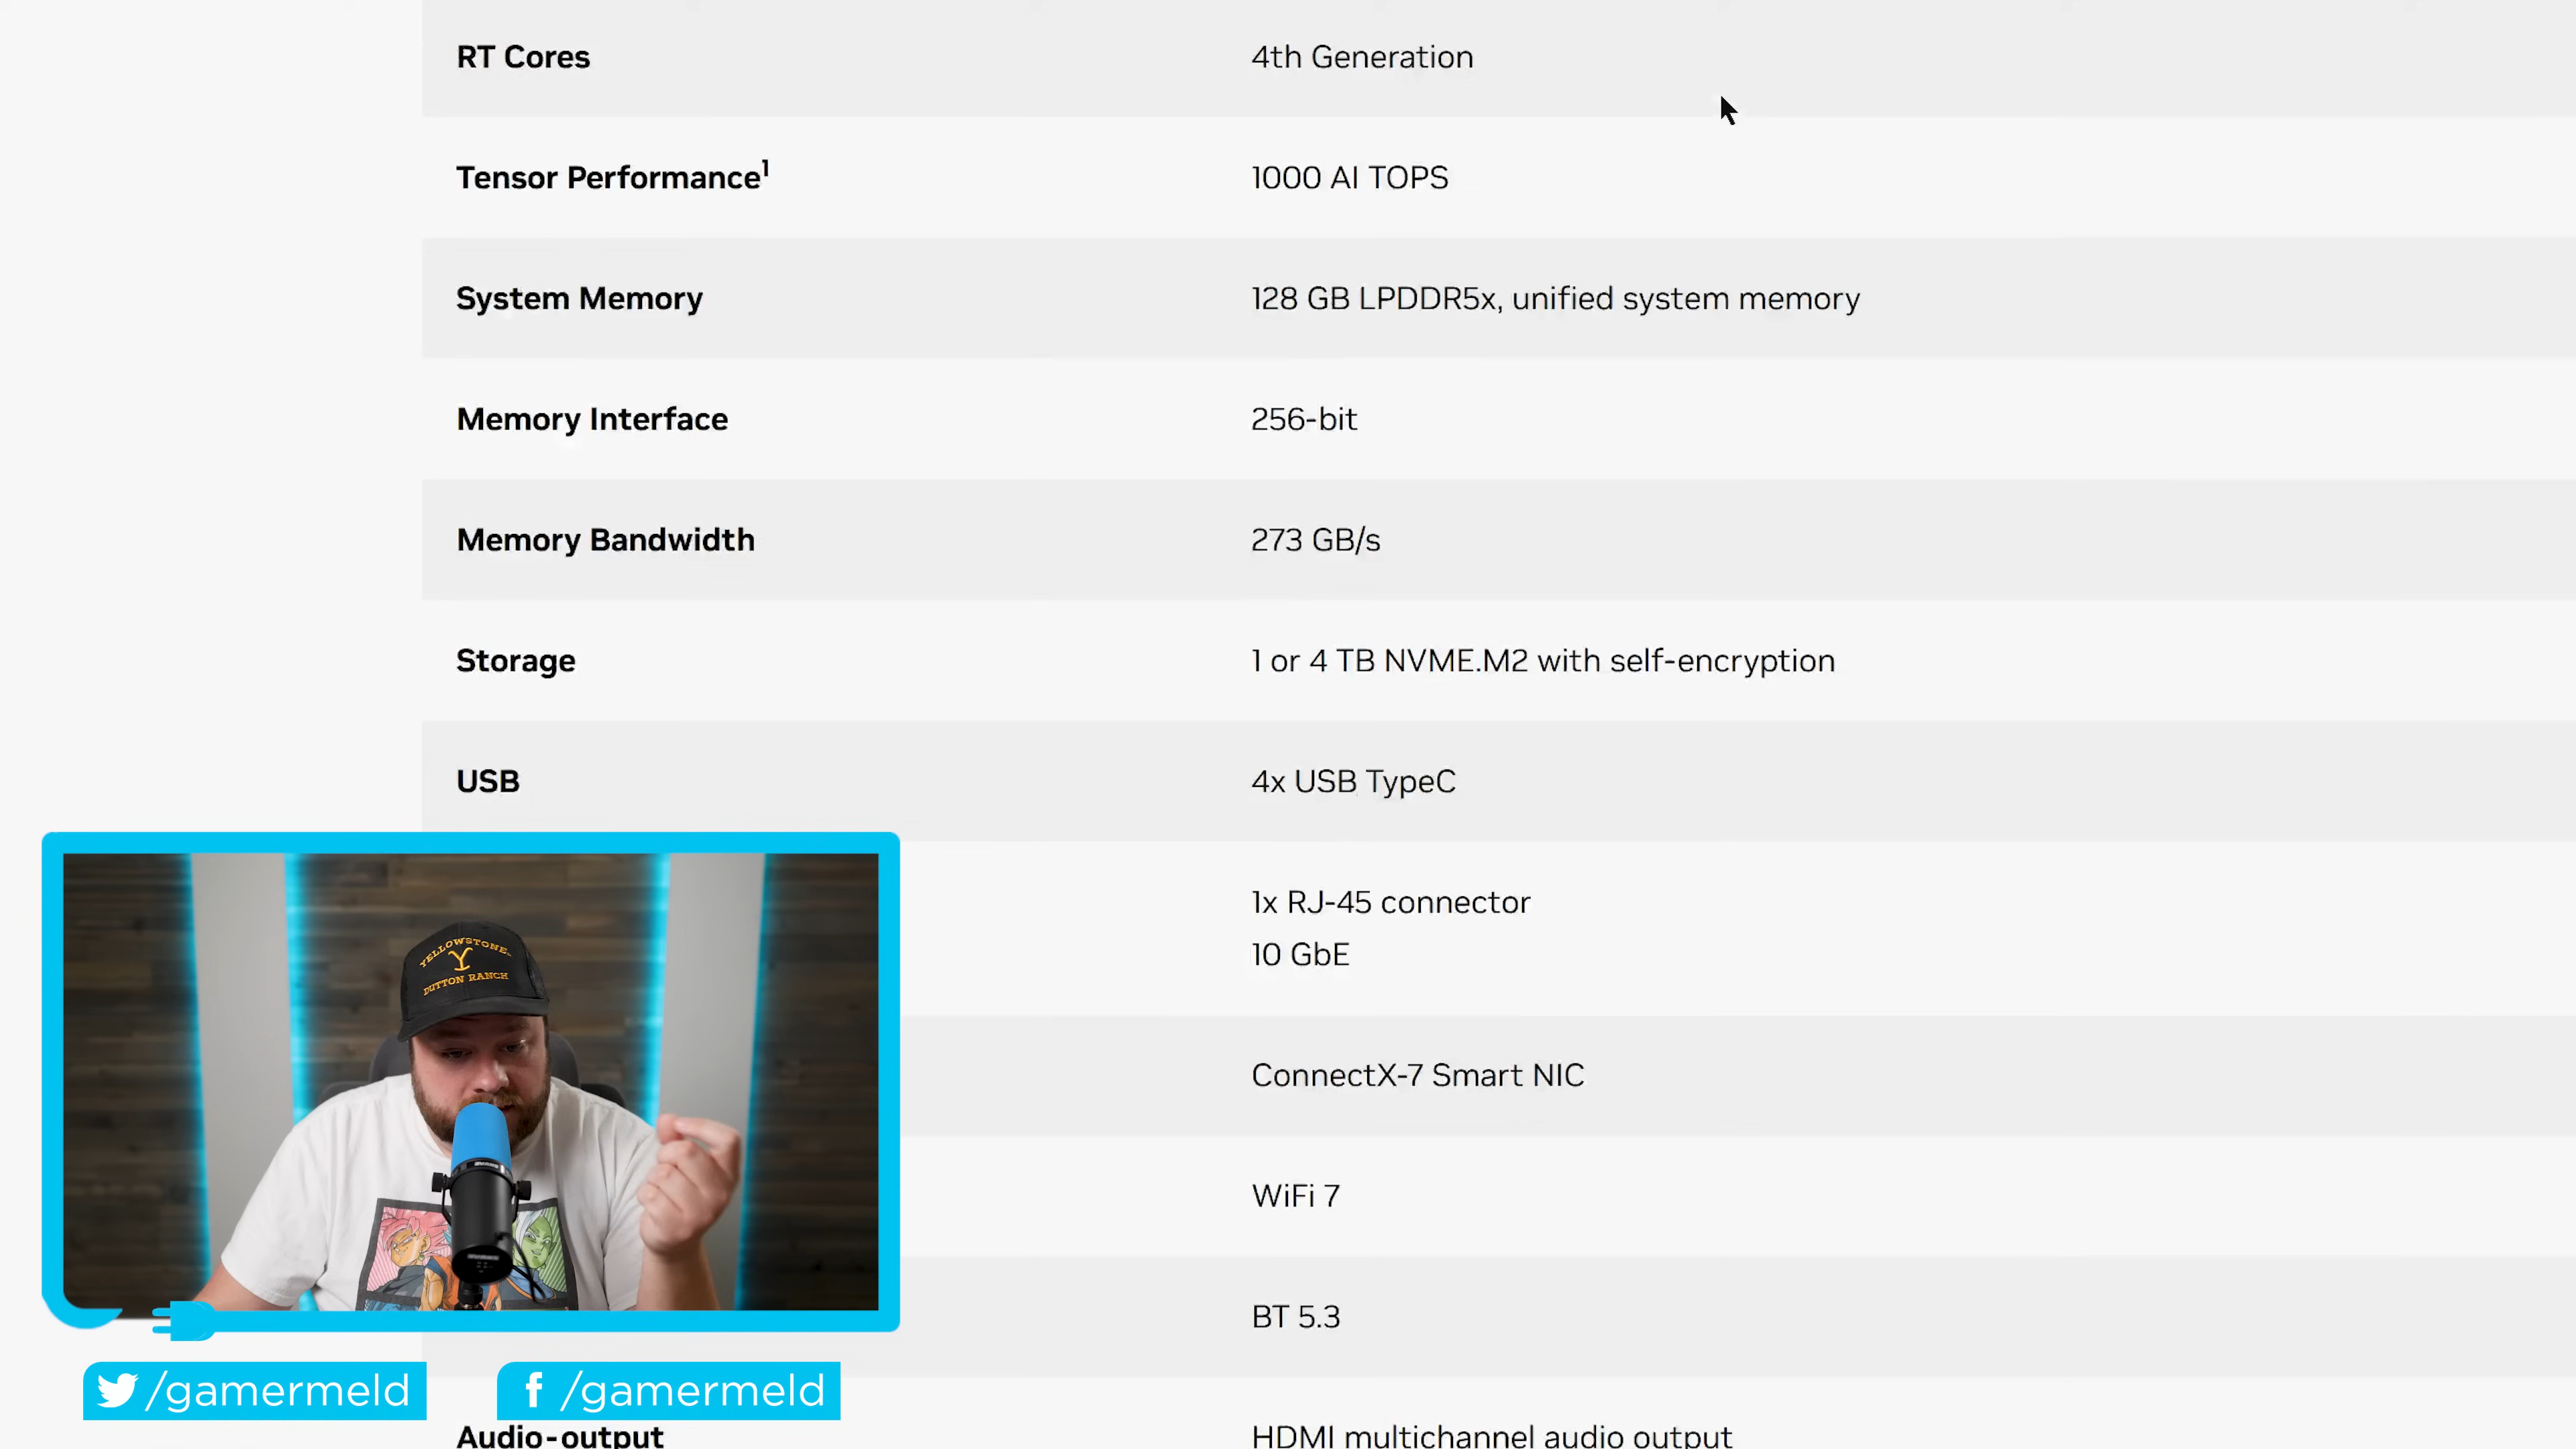 RT Cores 4th Generation
Tensor Performance1 1000 AI TOPS
System Memory 128 GB LPDDR5x, unified system memory
Memory Interface 256-bit
Memory Bandwidth 273 GB/s
Storage 1 or 4 TB NVME.M2 with self-encryption
USB 4x USB TypeC
1x RJ-45 connector
10 GbE
ConnectX-7 Smart NIC
WiFi 7
BT 5.3
Audio-output HDMI multichannel audio output
YELLOWSTONE
Y
DUTTON RANCH
/gamermeld
f /gamermeld